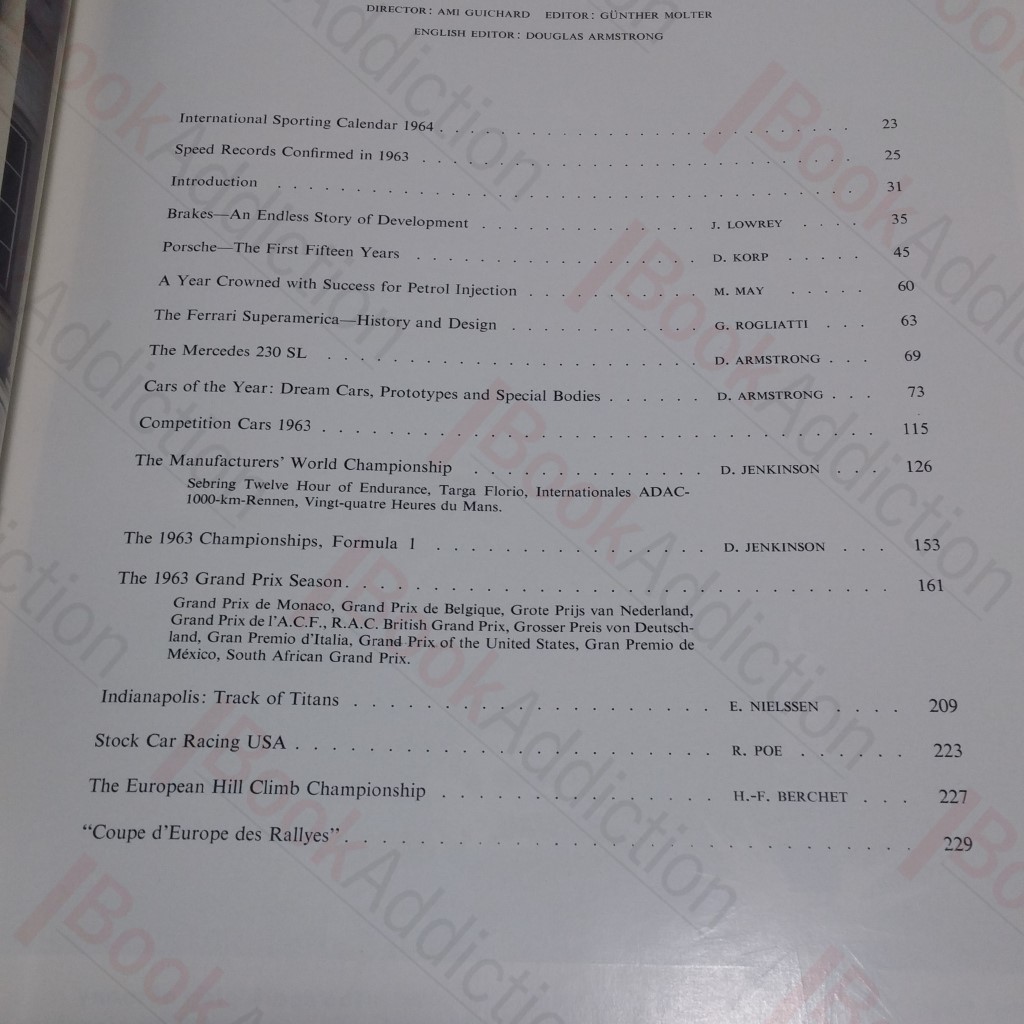 DIRECTOR: AMI GUICHARD EDITOR: GÜNTHER MOLTER
ENGLISH EDITOR: DOUGLAS ARMSTRONG
International Sporting Calendar 1964 . . . . . . . . . . . . . . . . . . . . . . . . 23
Speed Records Confirmed in 1963 . . . . . . . . . . . . . . . . . . . . . . . . . 25
Introduction . . . . . . . . . . . . . . . . . . . . . . . . . . . . . . . . . 31
Brakes—An Endless Story of Development . . . . . . . . . . . . . J. LOWREY . . . . 35
Porsche—The First Fifteen Years . . . . . . . . . . . . . . . . . D. KORP . . . . . 45
A Year Crowned with Success for Petrol Injection . . . . . . . . . . M. MAY . . . . . 60
The Ferrari Superamerica—History and Design . . . . . . . . . . . G. ROGLIATTI . . . 63
The Mercedes 230 SL . . . . . . . . . . . . . . . . . . . . . D. ARMSTRONG . . . 69
Cars of the Year: Dream Cars, Prototypes and Special Bodies . . . . . . D. ARMSTRONG . . . 73
Competition Cars 1963 . . . . . . . . . . . . . . . . . . . . . . . . . . . . . . 115
The Manufacturers' World Championship . . . . . . . . . . . . D. JENKINSON . . . 126
Sebring Twelve Hour of Endurance, Targa Florio, Internationales ADAC-
1000-km-Rennen, Vingt-quatre Heures du Mans.
The 1963 Championships, Formula 1 . . . . . . . . . . . . . . D. JENKINSON . . . 153
The 1963 Grand Prix Season . . . . . . . . . . . . . . . . . . . . . . . . . . . . 161
Grand Prix de Monaco, Grand Prix de Belgique, Grote Prijs van Nederland,
Grand Prix de l'A.C.F., R.A.C. British Grand Prix, Grosser Preis von Deutsch-
land, Gran Premio d'Italia, Grand Prix of the United States, Gran Premio de
México, South African Grand Prix.
Indianapolis: Track of Titans . . . . . . . . . . . . . . . . . . E. NIELSSEN . . . . 209
Stock Car Racing USA . . . . . . . . . . . . . . . . . . . . R. POE . . . . . . 223
The European Hill Climb Championship . . . . . . . . . . . . . H.-F. BERCHET . . . 227
"Coupe d'Europe des Rallyes" . . . . . . . . . . . . . . . . . . . . . . . . . . . 229